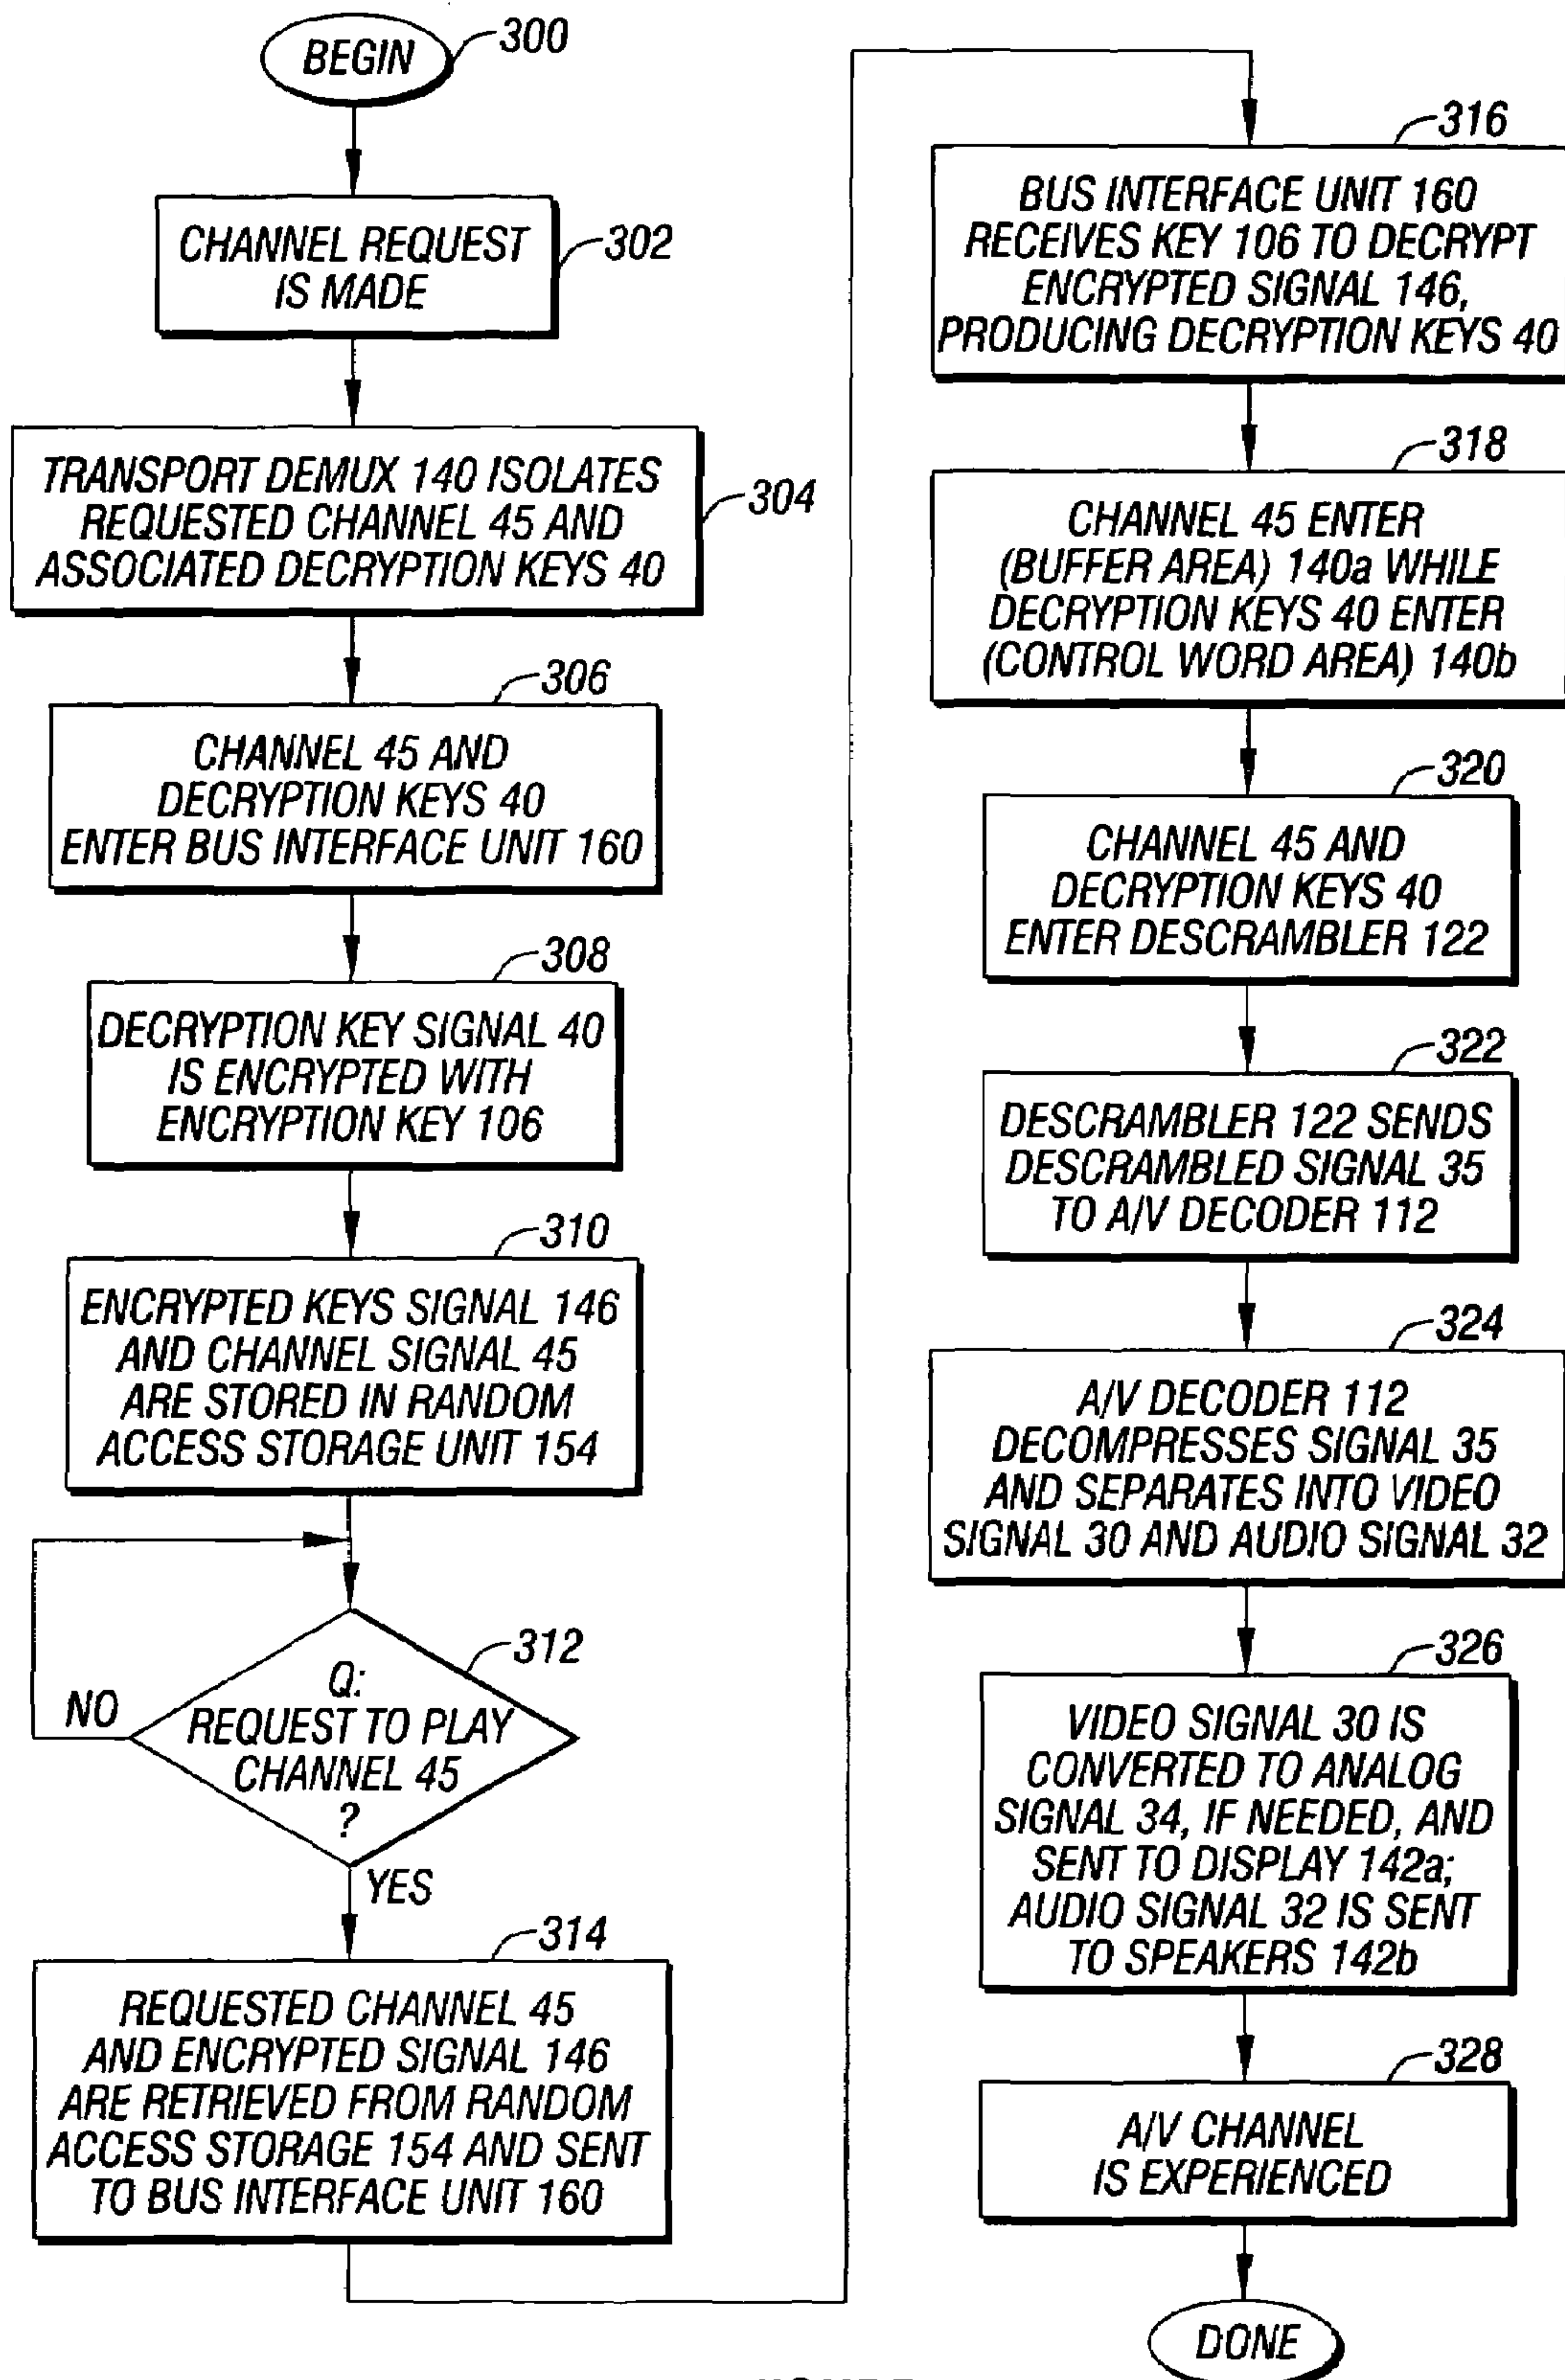 BEGIN
300
CHANNEL REQUEST
IS MADE
302
TRANSPORT DEMUX 140 ISOLATES
REQUESTED CHANNEL 45 AND
ASSOCIATED DECRYPTION KEYS 40
304
306
CHANNEL 45 AND
DECRYPTION KEYS 40
ENTER BUS INTERFACE UNIT 160
308
DECRYPTION KEY SIGNAL 40
IS ENCRYPTED WITH
ENCRYPTION KEY 106
310
ENCRYPTED KEYS SIGNAL 146
AND CHANNEL SIGNAL 45
ARE STORED IN RANDOM
ACCESS STORAGE UNIT 154
312
Q:
REQUEST TO PLAY
CHANNEL 45
?
NO
YES
314
REQUESTED CHANNEL 45
AND ENCRYPTED SIGNAL 146
ARE RETRIEVED FROM RANDOM
ACCESS STORAGE 154 AND SENT
TO BUS INTERFACE UNIT 160
316
BUS INTERFACE UNIT 160
RECEIVES KEY 106 TO DECRYPT
ENCRYPTED SIGNAL 146,
PRODUCING DECRYPTION KEYS 40
318
CHANNEL 45 ENTER
(BUFFER AREA) 140a WHILE
DECRYPTION KEYS 40 ENTER
(CONTROL WORD AREA) 140b
320
CHANNEL 45 AND
DECRYPTION KEYS 40
ENTER DESCRAMBLER 122
322
DESCRAMBLER 122 SENDS
DESCRAMBLED SIGNAL 35
TO A/V DECODER 112
324
A/V DECODER 112
DECOMPRESSES SIGNAL 35
AND SEPARATES INTO VIDEO
SIGNAL 30 AND AUDIO SIGNAL 32
326
VIDEO SIGNAL 30 IS
CONVERTED TO ANALOG
SIGNAL 34, IF NEEDED, AND
SENT TO DISPLAY 142a;
AUDIO SIGNAL 32 IS SENT
TO SPEAKERS 142b
328
A/V CHANNEL
IS EXPERIENCED
DONE